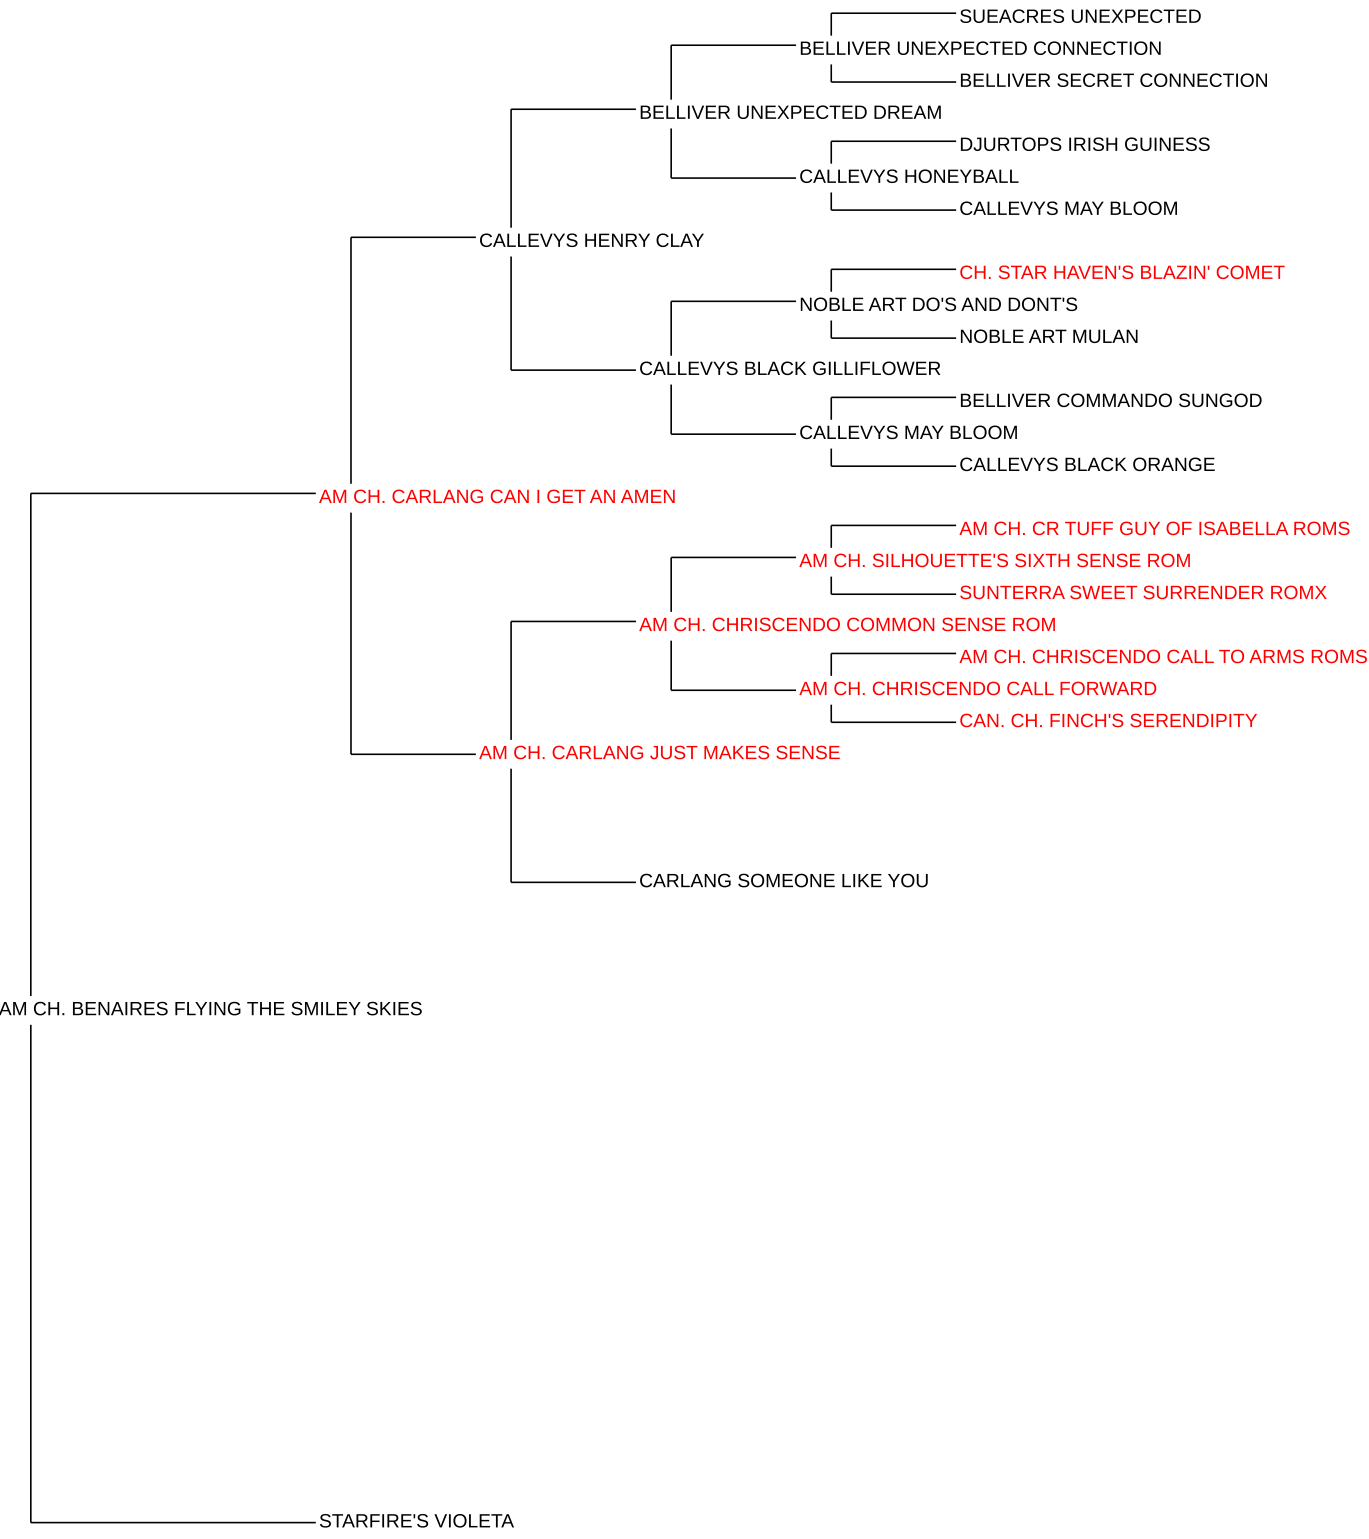 SUEACRES UNEXPECTED
BELLIVER UNEXPECTED CONNECTION
BELLIVER SECRET CONNECTION
BELLIVER UNEXPECTED DREAM
DJURTOPS IRISH GUINESS
CALLEVYS HONEYBALL
CALLEVYS MAY BLOOM
CALLEVYS HENRY CLAY
CH. STAR HAVEN'S BLAZIN' COMET
NOBLE ART DO'S AND DONT'S
NOBLE ART MULAN
CALLEVYS BLACK GILLIFLOWER
BELLIVER COMMANDO SUNGOD
CALLEVYS MAY BLOOM
CALLEVYS BLACK ORANGE
AM CH. CARLANG CAN I GET AN AMEN
AM CH. CR TUFF GUY OF ISABELLA ROMS
AM CH. SILHOUETTE'S SIXTH SENSE ROM
SUNTERRA SWEET SURRENDER ROMX
AM CH. CHRISCENDO COMMON SENSE ROM
AM CH. CHRISCENDO CALL TO ARMS ROMS
AM CH. CHRISCENDO CALL FORWARD
CAN. CH. FINCH'S SERENDIPITY
AM CH. CARLANG JUST MAKES SENSE
CARLANG SOMEONE LIKE YOU
AM CH. BENAIRES FLYING THE SMILEY SKIES
STARFIRE'S VIOLETA